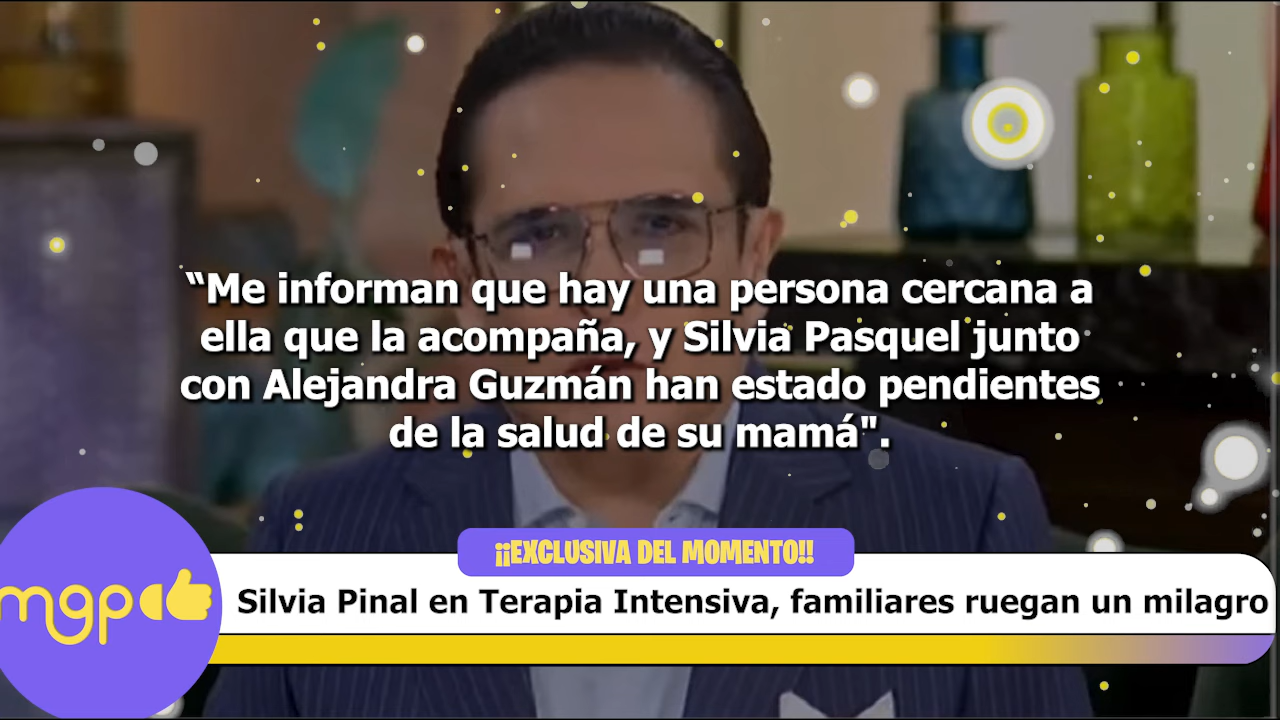 “Me informan que hay una persona cercana a
ella que la acompaña, y Silvia Pasquel junto
con Alejandra Guzmán han estado pendientes
de la salud de su mamá".
¡¡EXCLUSIVA DEL MOMENTO!!
mgp
Silvia Pinal en Terapia Intensiva, familiares ruegan un milagro